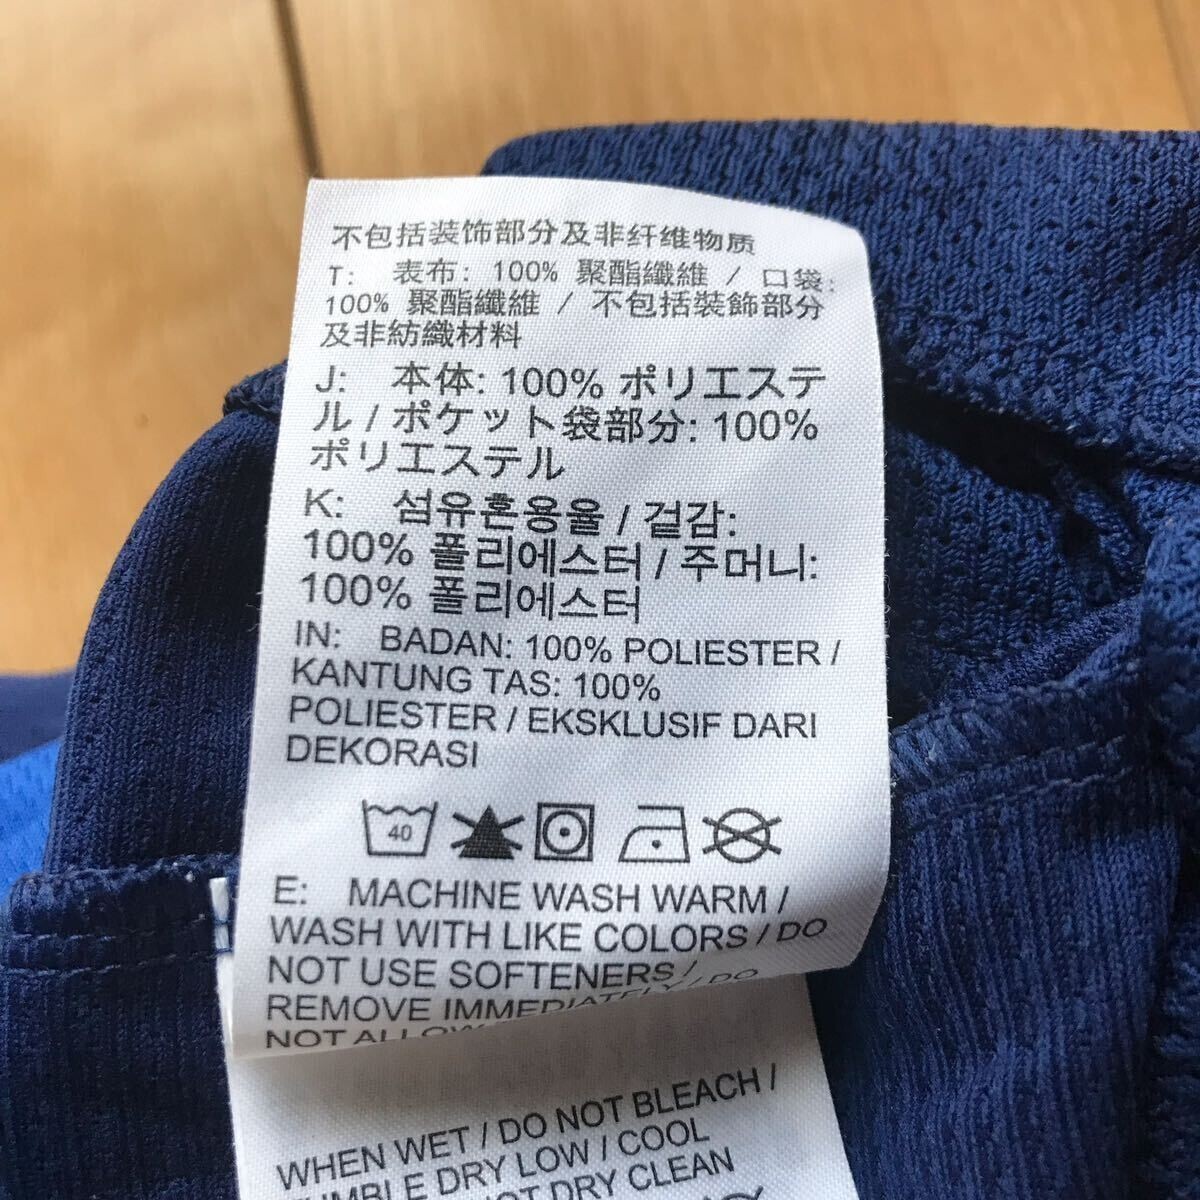 不包括装饰部分及非纤维物质
T: 表布: 100% 聚酯纖維 / 口袋:
100% 聚酯纖維 / 不包括裝飾部分
及非紡織材料
J: 本体: 100% ポリエステ
ル / ポケット袋部分: 100%
ポリエステル
K: 섬유혼용율 / 겉감:
100% 폴리에스터 / 주머니:
100% 폴리에스터
IN: BADAN: 100% POLIESTER /
KANTUNG TAS: 100%
POLIESTER / EKSKLUSIF DARI
DEKORASI
40
E: MACHINE WASH WARM /
WASH WITH LIKE COLORS / DO
NOT USE SOFTENERS /
REMOVE IMMEDIATELY / DO
NOT ALLOW
WHEN WET / DO NOT BLEACH /
TUMBLE DRY LOW / COOL
NOT DRY CLEAN